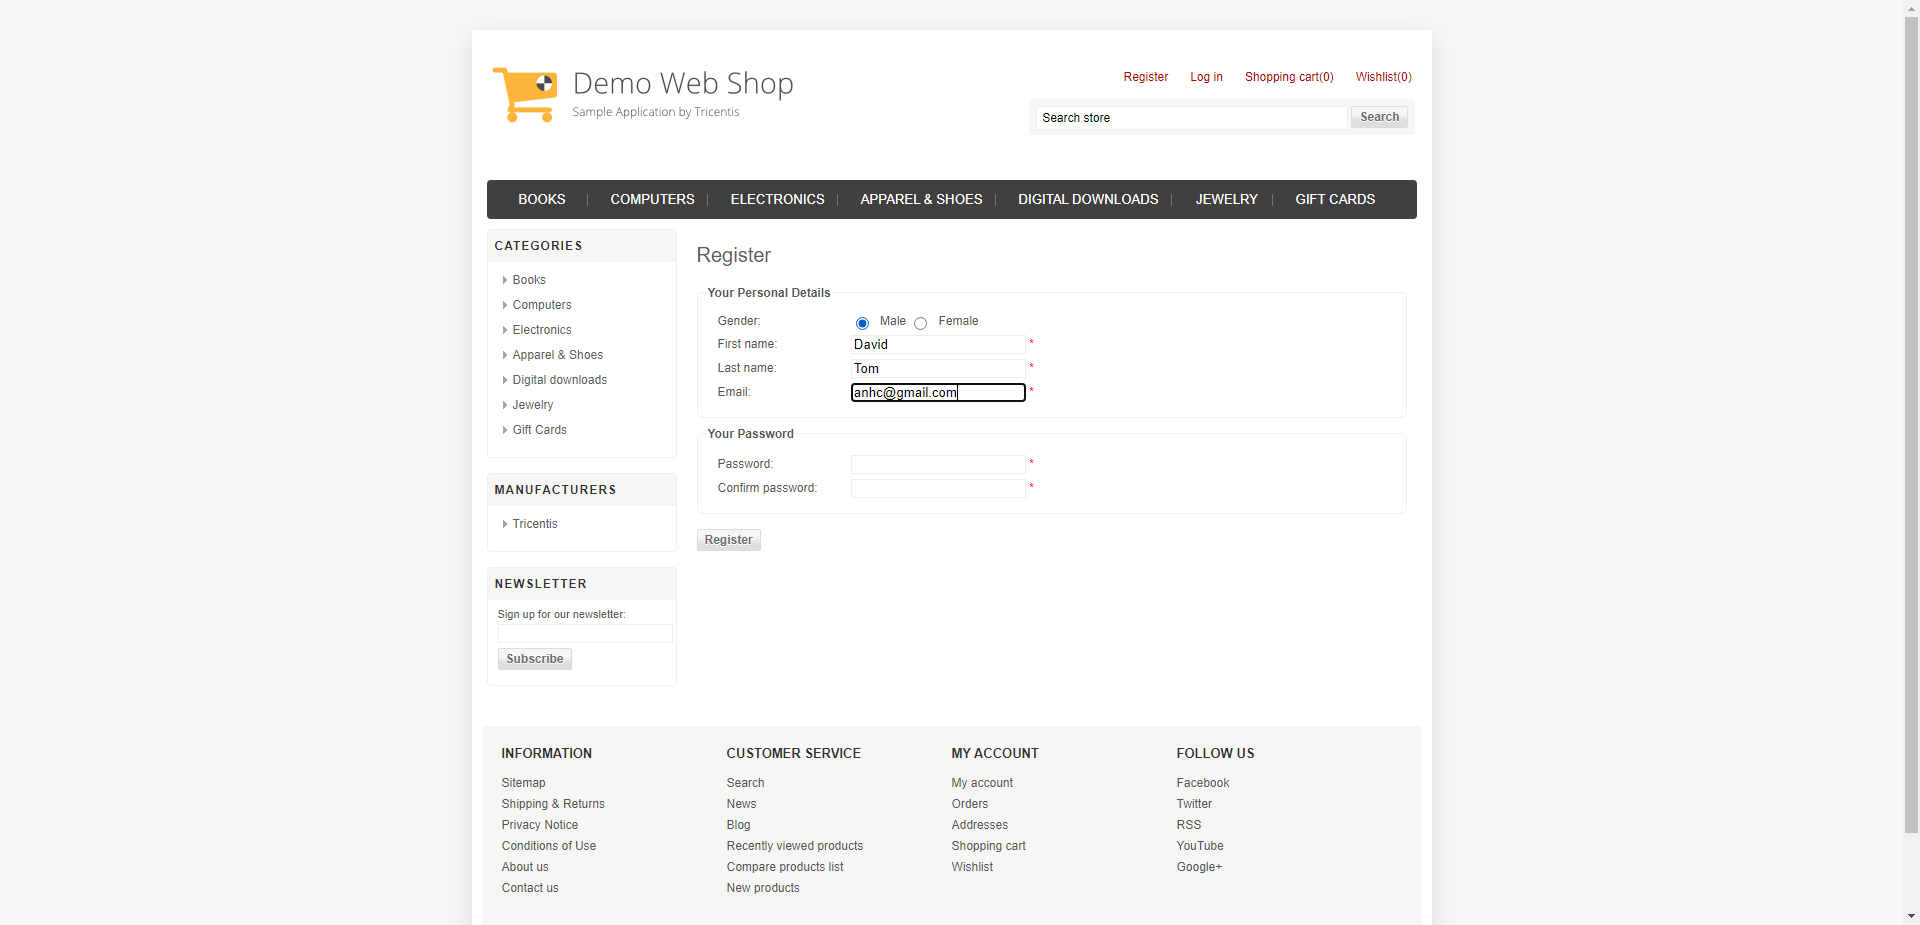 Demo Web Shop
Sample Application by Tricentis
Register Log in Shopping cart(0) Wishlist(0)
Search store Search
BOOKS COMPUTERS ELECTRONICS APPAREL & SHOES DIGITAL DOWNLOADS JEWELRY GIFT CARDS
CATEGORIES
Books
Computers
Electronics
Apparel & Shoes
Digital downloads
Jewelry
Gift Cards
MANUFACTURERS
Tricentis
NEWSLETTER
Sign up for our newsletter:
Subscribe
Register
Your Personal Details
Gender: Male Female
First name: David *
Last name: Tom *
Email: anhc@gmail.com *
Your Password
Password: *
Confirm password: *
Register
INFORMATION
Sitemap
Shipping & Returns
Privacy Notice
Conditions of Use
About us
Contact us
CUSTOMER SERVICE
Search
News
Blog
Recently viewed products
Compare products list
New products
MY ACCOUNT
My account
Orders
Addresses
Shopping cart
Wishlist
FOLLOW US
Facebook
Twitter
RSS
YouTube
Google+